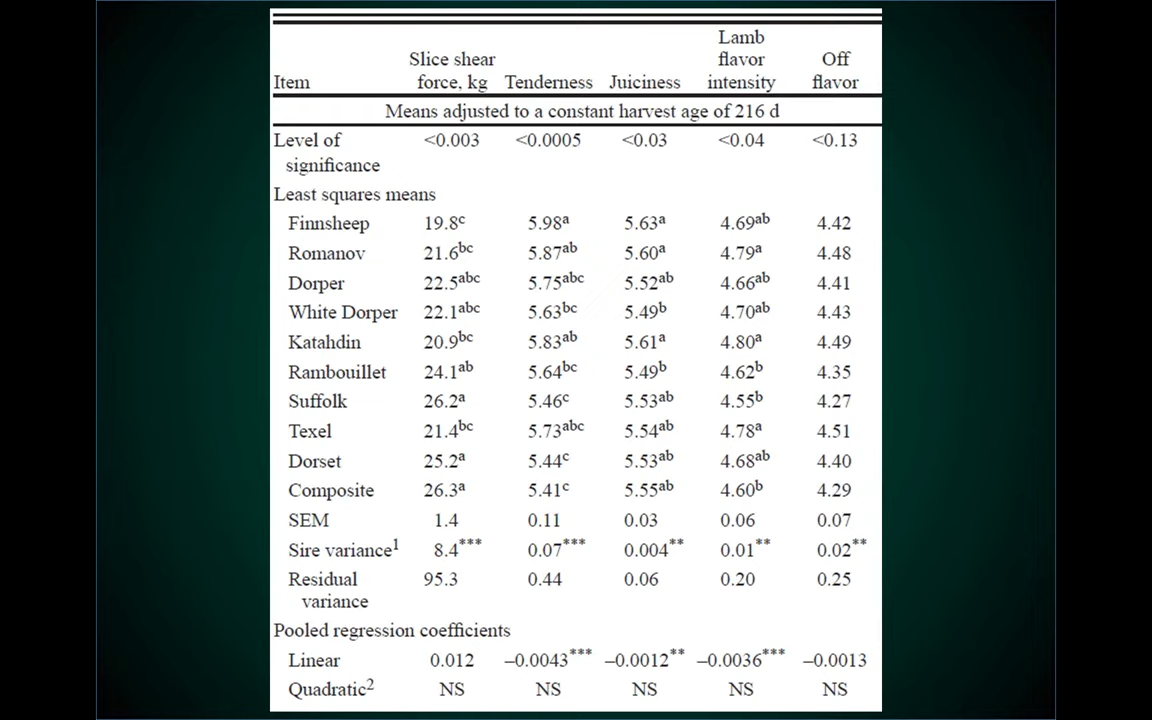 Item Slice shear force, kg Tenderness Juiciness Lamb flavor intensity Off flavor
Means adjusted to a constant harvest age of 216 d
Level of significance <0.003 <0.0005 <0.03 <0.04 <0.13
Least squares means
Finnsheep 19.8c 5.98a 5.63a 4.69ab 4.42
Romanov 21.6bc 5.87ab 5.60a 4.79a 4.48
Dorper 22.5abc 5.75abc 5.52ab 4.66ab 4.41
White Dorper 22.1abc 5.63bc 5.49b 4.70ab 4.43
Katahdin 20.9bc 5.83ab 5.61a 4.80a 4.49
Rambouillet 24.1ab 5.64bc 5.49b 4.62b 4.35
Suffolk 26.2a 5.46c 5.53ab 4.55b 4.27
Texel 21.4bc 5.73abc 5.54ab 4.78a 4.51
Dorset 25.2a 5.44c 5.53ab 4.68ab 4.40
Composite 26.3a 5.41c 5.55ab 4.60b 4.29
SEM 1.4 0.11 0.03 0.06 0.07
Sire variance1 8.4*** 0.07*** 0.004** 0.01** 0.02**
Residual variance 95.3 0.44 0.06 0.20 0.25
Pooled regression coefficients
Linear 0.012 –0.0043*** –0.0012** –0.0036*** –0.0013
Quadratic2 NS NS NS NS NS